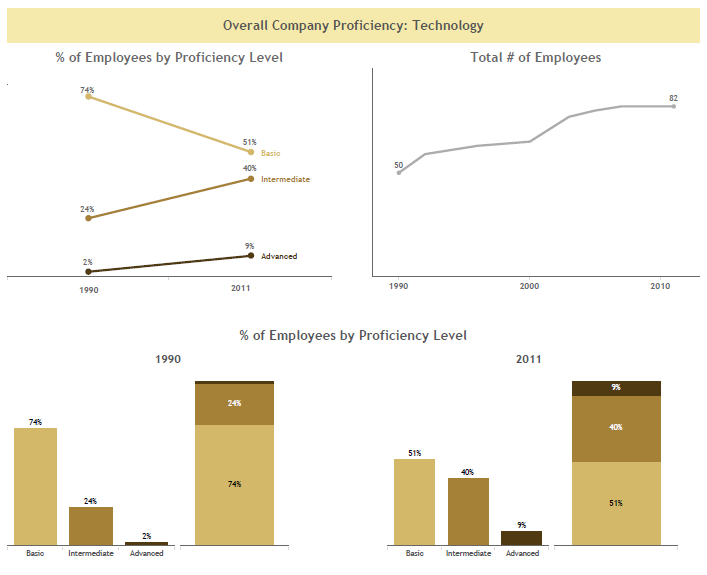 Overall Company Proficiency: Technology
% of Employees by Proficiency Level
74%
51%
Basic
40%
Intermediate
24%
9%
Advanced
2%
1990
2011
Total # of Employees
82
50
1990
2000
2010
% of Employees by Proficiency Level
1990
74%
24%
2%
Basic
Intermediate
Advanced
24%
74%
2011
51%
40%
9%
Basic
Intermediate
Advanced
9%
40%
51%